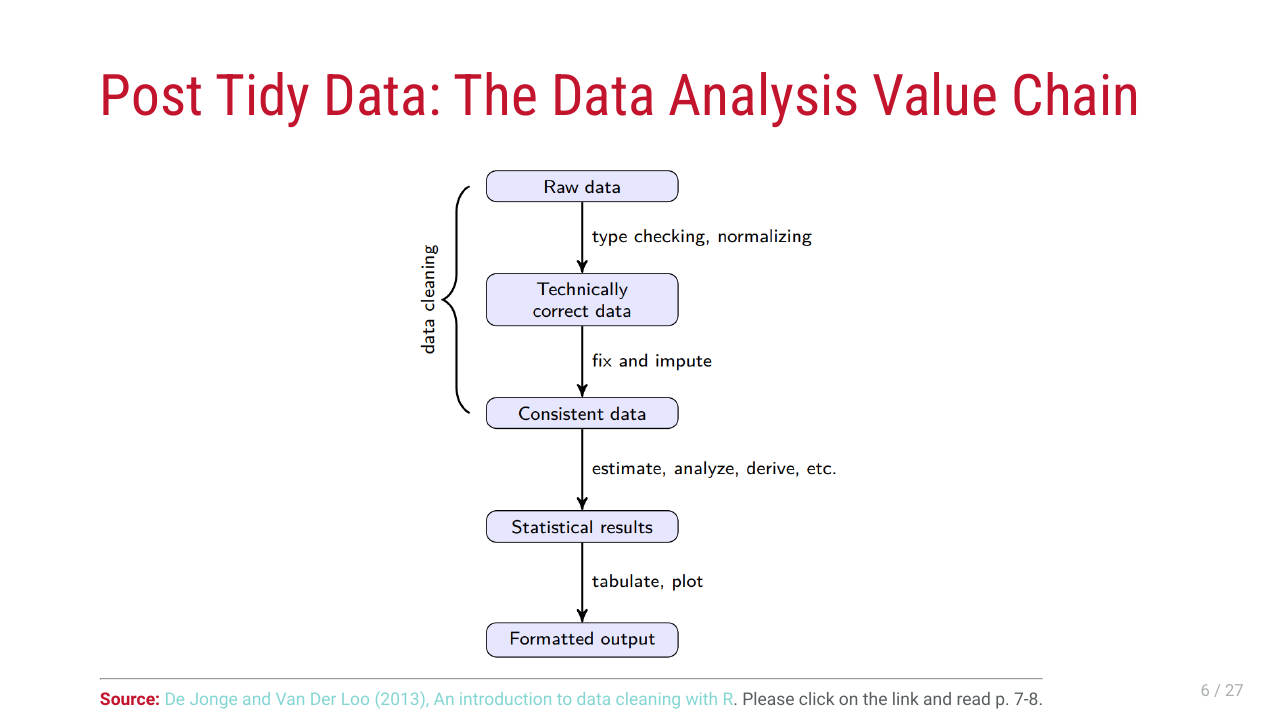 Post Tidy Data: The Data Analysis Value Chain
Raw data
type checking, normalizing
Technically
correct data
data cleaning
fix and impute
Consistent data
estimate, analyze, derive, etc.
Statistical results
tabulate, plot
Formatted output
Source: De Jonge and Van Der Loo (2013), An introduction to data cleaning with R. Please click on the link and read p. 7-8.
6 / 27